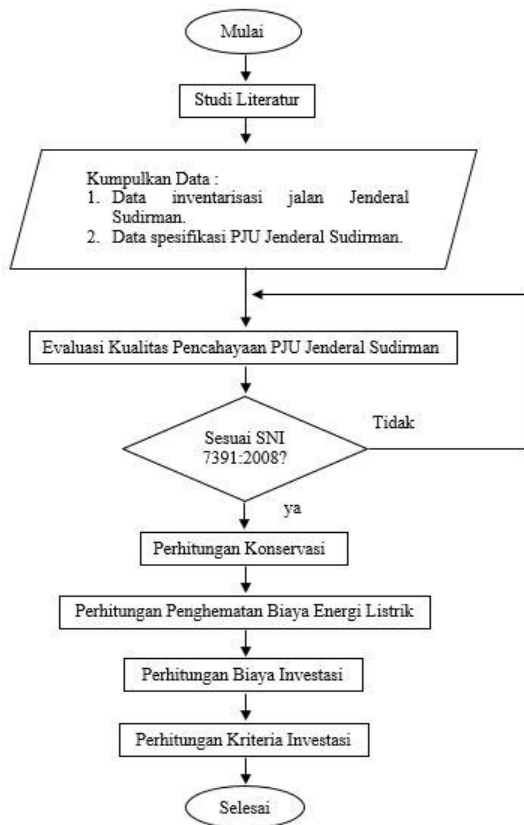 Mulai
Studi Literatur
Kumpulkan Data :
1. Data inventarisasi jalan Jenderal
Sudirman.
2. Data spesifikasi PJU Jenderal Sudirman.
Evaluasi Kualitas Pencahayaan PJU Jenderal Sudirman
Sesuai SNI
7391:2008?
Tidak
ya
Perhitungan Konservasi
Perhitungan Penghematan Biaya Energi Listrik
Perhitungan Biaya Investasi
Perhitungan Kriteria Investasi
Selesai